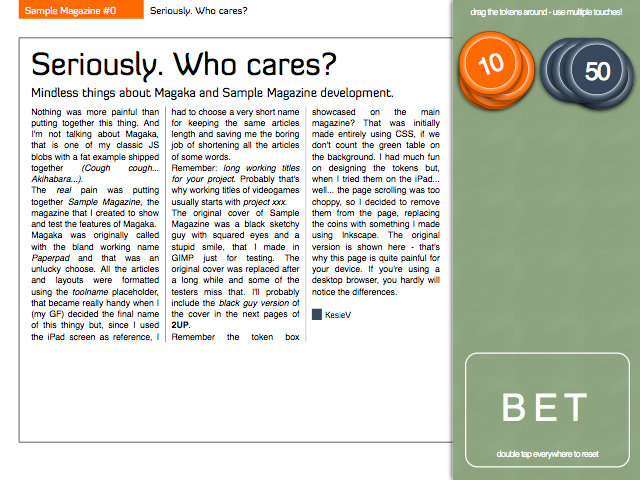 Sample Magazine #0
Seriously. Who cares?
Seriously. Who cares?
Mindless things about Magaka and Sample Magazine development.
Nothing was more painful than
putting together this thing. And
I'm not talking about Magaka,
that is one of my classic JS
blobs with a fat example shipped
together (Cough cough...
Akihabara...).
The real pain was putting
together Sample Magazine, the
magazine that I created to show
and test the features of Magaka.
Magaka was originally called
with the bland working name
Paperpad and that was an
unlucky choose. All the articles
and layouts were formatted
using the toolname placeholder,
that became really handy when I
(my GF) decided the final name
of this thingy but, since I used
the iPad screen as reference, I
had to choose a very short name
for keeping the same articles
length and saving me the boring
job of shortening all the articles
of some words.
Remember: long working titles
for your project. Probably that's
why working titles of videogames
usually starts with project xxx.
The original cover of Sample
Magazine was a black sketchy
guy with squared eyes and a
stupid smile, that I made in
GIMP just for testing. The
original cover was replaced after
a long while and some of the
testers miss that. I'll probably
include the black guy version of
the cover in the next pages of
2UP.
Remember the token box
showcased on the main
magazine? That was initially
made entirely using CSS, if we
don't count the green table on
the background. I had much fun
on designing the tokens but,
when I tried them on the iPad...
well... the page scrolling was too
choppy, so I decided to remove
them from the page, replacing
the coins with something I made
using Inkscape. The original
version is shown here - that's
why this page is quite painful for
your device. If you're using a
desktop browser, you hardly will
notice the differences.
KesieV
drag the tokens around - use multiple touches!
10
50
BET
double tap everywhere to reset